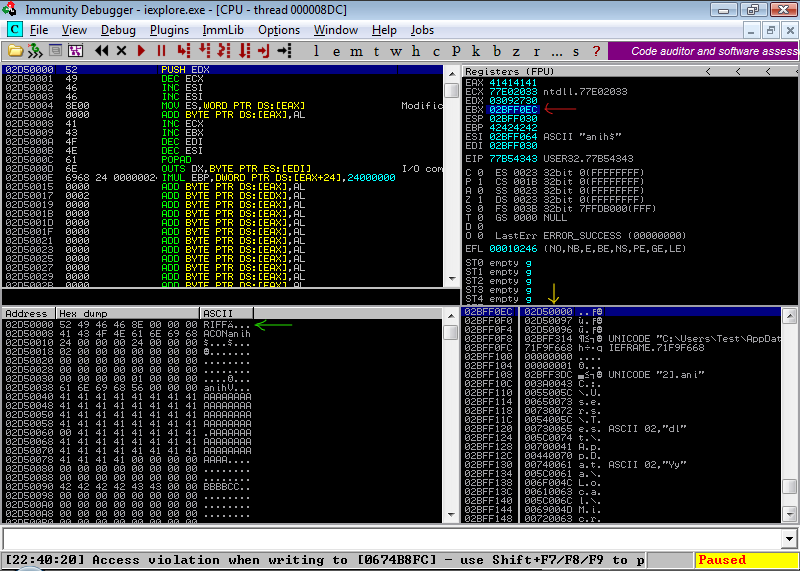 Immunity Debugger - iexplore.exe - [CPU - thread 000008DC]
C File View Debug Plugins ImmLib Options Window Help Jobs
l e m t w h c p k b z r ... s ? Code auditor and software assess
02D50000 52 PUSH EDX
02D50001 49 DEC ECX
02D50002 46 INC ESI
02D50003 46 INC ESI
02D50004 8E00 MOV ES,WORD PTR DS:[EAX] Modific
02D50006 0000 ADD BYTE PTR DS:[EAX],AL
02D50008 41 INC ECX
02D50009 43 INC EBX
02D5000A 4F DEC EDI
02D5000B 4E DEC ESI
02D5000C 61 POPAD
02D5000D 6E OUTS DX,BYTE PTR ES:[EDI] I/O com
02D5000E 6968 24 0000002 IMUL EBP,DWORD PTR DS:[EAX+24],24000000
02D50015 0000 ADD BYTE PTR DS:[EAX],AL
02D50017 0000 ADD BYTE PTR DS:[EAX],AL
02D50019 0000 ADD BYTE PTR DS:[EAX],AL
02D5001B 0000 ADD BYTE PTR DS:[EAX],AL
02D5001D 0000 ADD BYTE PTR DS:[EAX],AL
02D5001F 0000 ADD BYTE PTR DS:[EAX],AL
02D50021 0000 ADD BYTE PTR DS:[EAX],AL
02D50023 0000 ADD BYTE PTR DS:[EAX],AL
02D50025 0000 ADD BYTE PTR DS:[EAX],AL
02D50027 0000 ADD BYTE PTR DS:[EAX],AL
02D50029 0000 ADD BYTE PTR DS:[EAX],AL
02D5002B 0000 ADD BYTE PTR DS:[EAX],AL
Registers (FPU) < < < <
EAX 41414141
ECX 77E02033 ntdll.77E02033
EDX 03092730
EBX 02BFF0EC
ESP 02BFF030
EBP 42424242
ESI 02BFF064 ASCII "anih$"
EDI 02BFF030
EIP 77B54343 USER32.77B54343
C 0 ES 0023 32bit 0(FFFFFFFF)
P 1 CS 001B 32bit 0(FFFFFFFF)
A 0 SS 0023 32bit 0(FFFFFFFF)
Z 1 DS 0023 32bit 0(FFFFFFFF)
S 0 FS 003B 32bit 7FFDB000(FFF)
T 0 GS 0000 NULL
D 0
O 0 LastErr ERROR_SUCCESS (00000000)
EFL 00010246 (NO,NB,E,BE,NS,PE,GE,LE)
ST0 empty g
ST1 empty g
ST2 empty g
ST3 empty g
ST4 empty g
Address Hex dump ASCII
02D50000 52 49 46 46 8E 00 00 00 RIFFÄ...
02D50008 41 43 4F 4E 61 6E 69 68 ACONanih
02D50010 24 00 00 00 24 00 00 00 $...$...
02D50018 02 00 00 00 00 00 00 00
02D50020 00 00 00 00 00 00 00 00 ........
02D50028 00 00 00 00 00 00 00 00 ........
02D50030 00 00 00 00 01 00 00 00
02D50038 61 6E 69 68 56 00 00 00 anihV...
02D50040 41 41 41 41 41 41 41 41 AAAAAAAA
02D50048 41 41 41 41 41 41 41 41 AAAAAAAA
02D50050 41 41 41 41 41 41 41 41 AAAAAAAA
02D50058 00 41 41 41 41 41 41 41 .AAAAAAA
02D50060 41 41 41 41 41 41 41 41 AAAAAAAA
02D50068 41 41 41 41 41 41 41 41 AAAAAAAA
02D50070 41 41 41 41 41 41 41 41 AAAAAAAA
02D50078 41 41 41 41 00 00 00 00 AAAA....
02D50080 00 00 00 00 00 00 00 00 ........
02D50088 00 00 00 00 00 00 00 00 ........
02D50090 42 42 42 42 43 43 00 00 BBBBCC..
02D50098 00 00 00 00 00 00 00 00 ........
02D500A0 00 00 00 00 00 00 00 00 ........
02D500A8 00 00 00 00 00 00 00 00 ........
02BFF0EC 02D50000
02BFF0F0 02D50097
02BFF0F4 02D50096
02BFF0F8 02BFF314 UNICODE "C:\Users\Test\AppDat
02BFF0FC 71F9F668 IEFRAME.71F9F668
02BFF100 00000000 ....
02BFF104 00000001
02BFF108 02BFF3DC UNICODE "2].ani"
02BFF10C 003A0043 C.:.
02BFF110 0055005C \.U.
02BFF114 00650073 s.e.
02BFF118 00730072 r.s.
02BFF11C 0054005C \.T.
02BFF120 00730065 e.s. ASCII 02,"dl"
02BFF124 005C0074 t.\.
02BFF128 00700041 A.p.
02BFF12C 00440070 p.D.
02BFF130 00740061 a.t. ASCII 02,"Vy"
02BFF134 005C0061 a.\.
02BFF138 006F004C L.o.
02BFF13C 00610063 c.a.
02BFF140 005C006C l.\.
02BFF144 0069004D M.i.
02BFF148 00720063 c.r.
[22:40:20] Access violation when writing to [0674B8FC] - use Shift+F7/F8/F9 to p
Paused